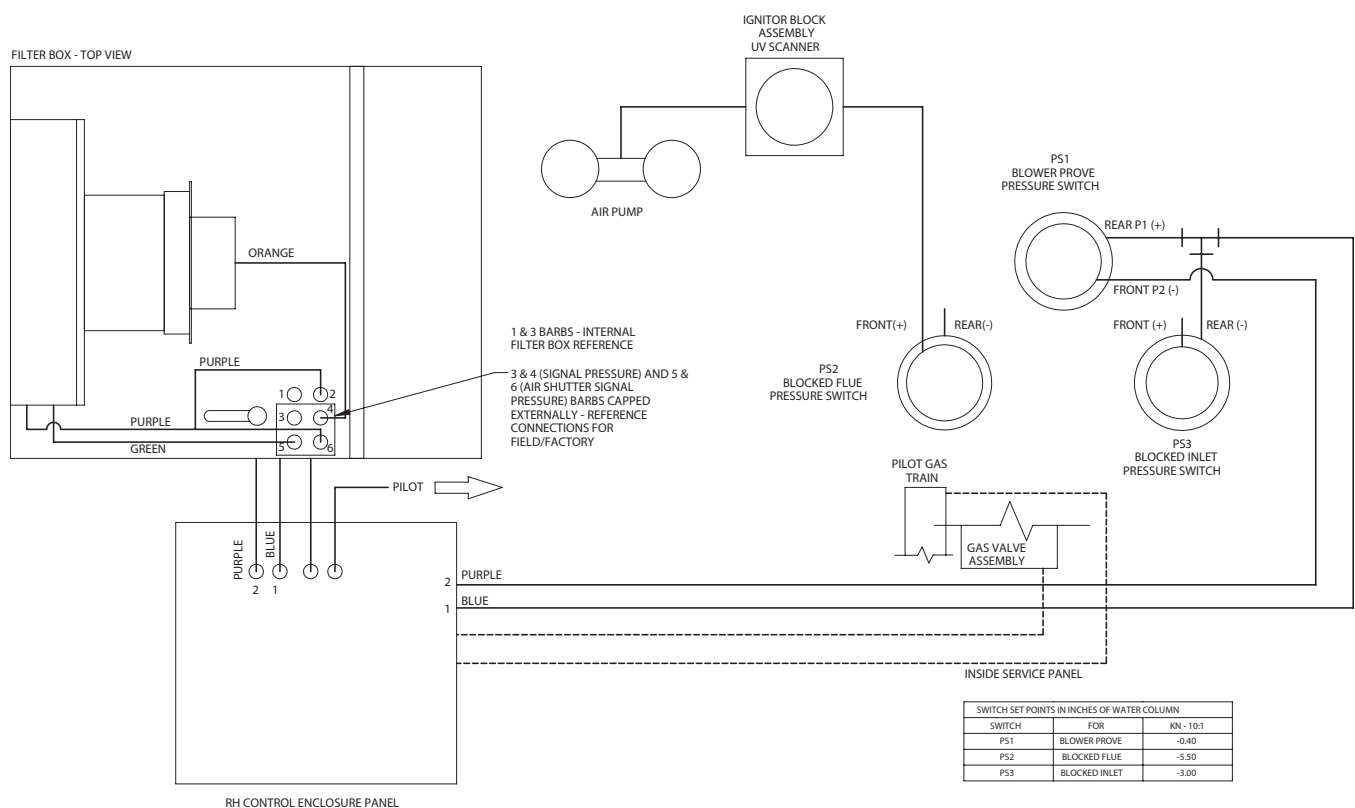 IGNITOR BLOCK
ASSEMBLY
UV SCANNER
FILTER BOX - TOP VIEW
PS1
BLOWER PROVE
PRESSURE SWITCH
AIR PUMP
REAR P1 (+)
ORANGE
FRONT P2 (-)
1 & 3 BARBS - INTERNAL
FILTER BOX REFERENCE
3 & 4 (SIGNAL PRESSURE) AND 5 &
6 (AIR SHUTTER SIGNAL
PRESSURE) BARBS CAPPED
EXTERNALLY - REFERENCE
CONNECTIONS FOR
FIELD/FACTORY
FRONT(+)
REAR(-)
FRONT (+)
REAR (-)
PS2
BLOCKED FLUE
PRESSURE SWITCH
PURPLE
1
2
3
4
PURPLE
5
6
GREEN
PS3
BLOCKED INLET
PRESSURE SWITCH
PILOT GAS
TRAIN
PILOT
GAS VALVE
ASSEMBLY
PURPLE
BLUE
2
1
2
PURPLE
1
BLUE
INSIDE SERVICE PANEL
SWITCH SET POINTS IN INCHES OF WATER COLUMN
SWITCH FOR KN - 10:1
PS1 BLOWER PROVE -0.40
PS2 BLOCKED FLUE -5.50
PS3 BLOCKED INLET -3.00
RH CONTROL ENCLOSURE PANEL